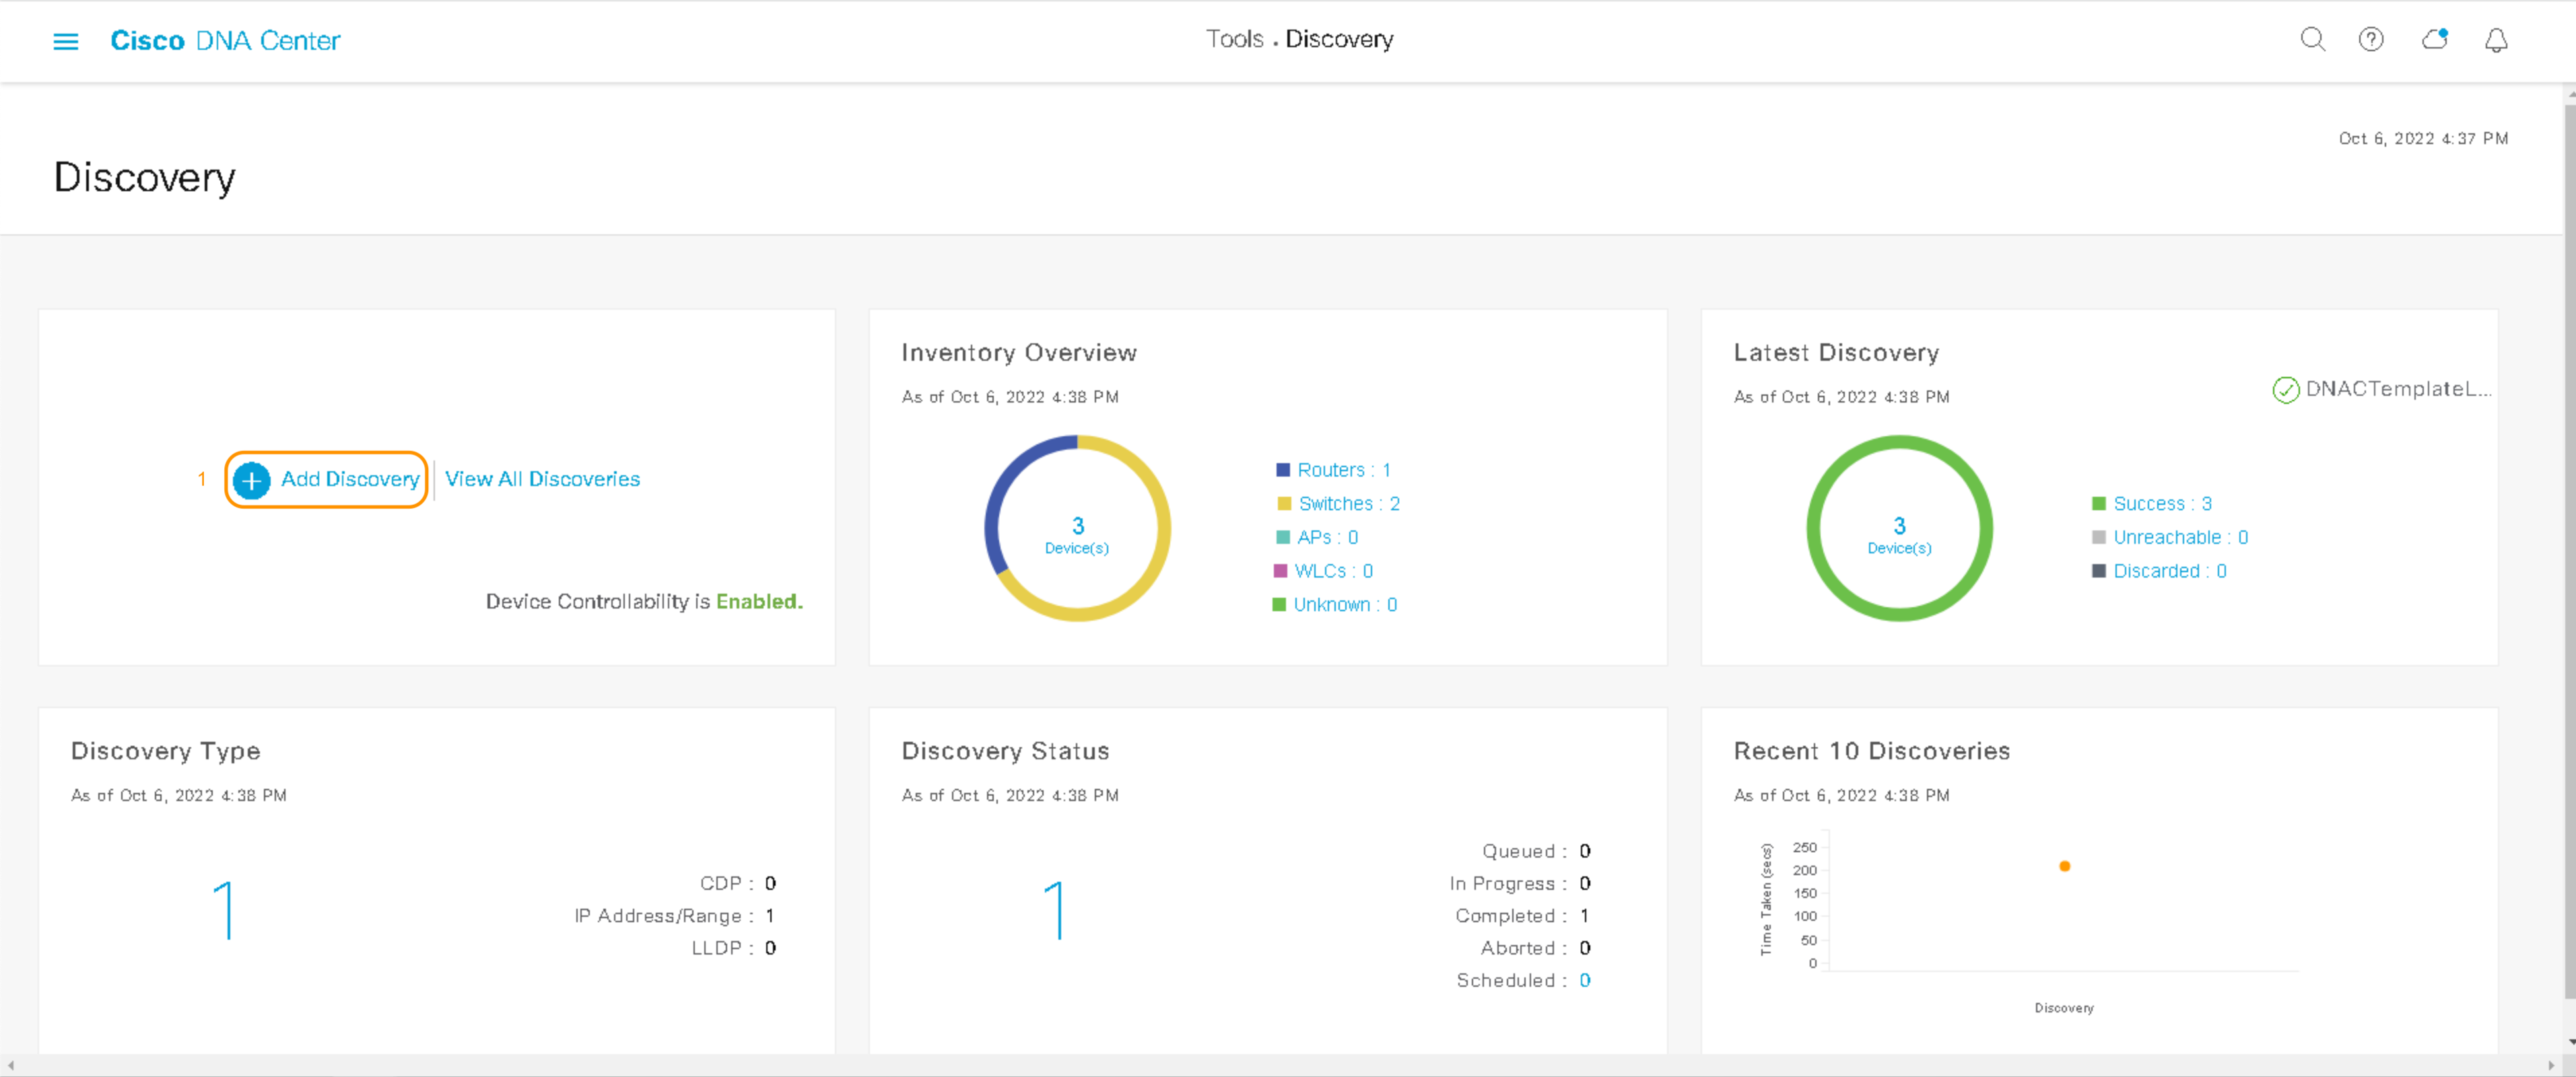 Cisco DNA Center
Tools . Discovery
Oct 6, 2022 4:37 PM
Discovery
1
Add Discovery
View All Discoveries
Device Controllability is Enabled.
Inventory Overview
As of Oct 6, 2022 4:38 PM
3
Device(s)
Routers : 1
Switches : 2
APs : 0
WLCs : 0
Unknown : 0
Latest Discovery
As of Oct 6, 2022 4:38 PM
DNACTemplateL...
3
Device(s)
Success : 3
Unreachable : 0
Discarded : 0
Discovery Type
As of Oct 6, 2022 4:38 PM
1
CDP : 0
IP Address/Range : 1
LLDP : 0
Discovery Status
As of Oct 6, 2022 4:38 PM
1
Queued : 0
In Progress : 0
Completed : 1
Aborted : 0
Scheduled : 0
Recent 10 Discoveries
As of Oct 6, 2022 4:38 PM
Time Taken (secs)
250
200
150
100
50
0
Discovery